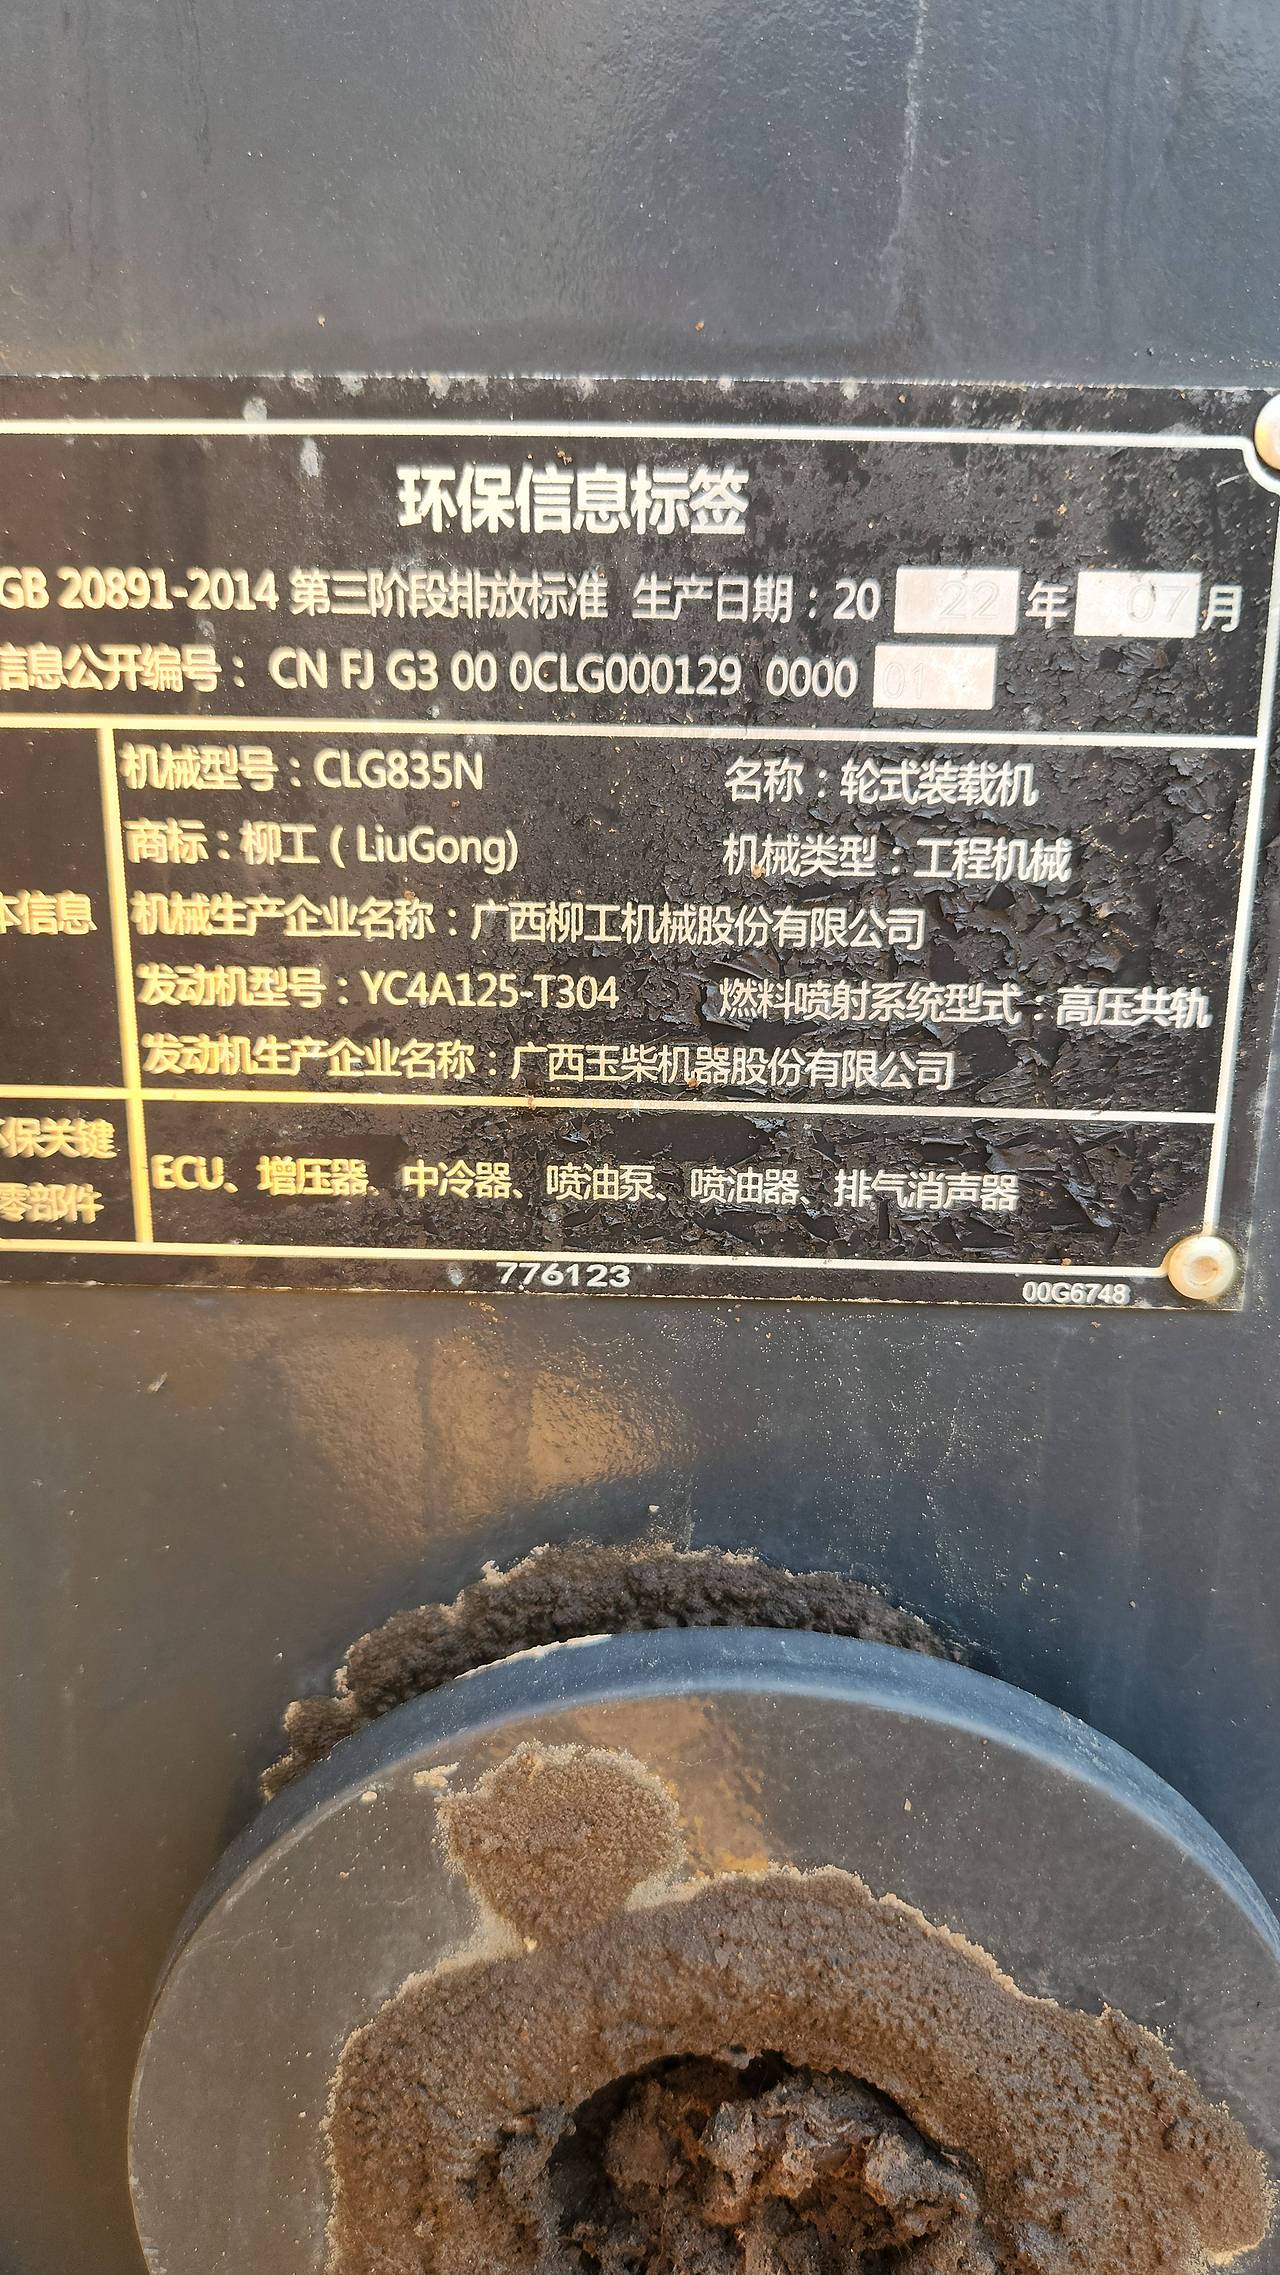 环保信息标签
GB 20891-2014 第三阶段排放标准 生产日期：20 22 年 07 月
信息公开编号： CN FJ G3 00 0CLG000129 0000 01
机械型号：CLG835N 名称：轮式装载机
商标：柳工（LiuGong) 机械类型：工程机械
本信息 机械生产企业名称：广西柳工机械股份有限公司
发动机型号：YC4A125-T304 燃料喷射系统型式：高压共轨
发动机生产企业名称：广西玉柴机器股份有限公司
保关键
零部件
ECU、增压器、中冷器、喷油泵、喷油器、排气消声器
776123
00G6748